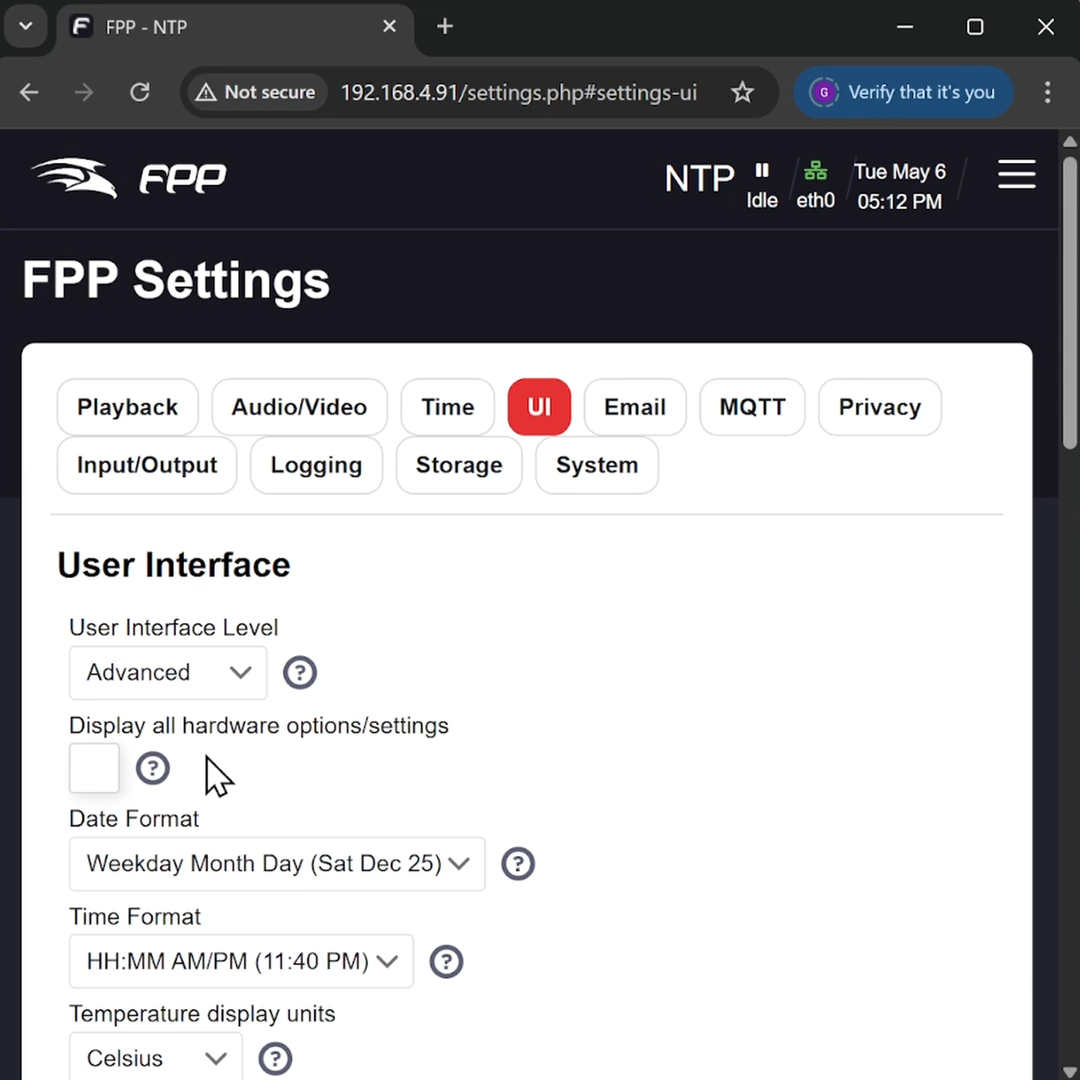 FPP - NTP
Not secure 192.168.4.91/settings.php#settings-ui G Verify that it's you
FPP NTP Idle eth0 Tue May 6 05:12 PM
FPP Settings
Playback Audio/Video Time UI Email MQTT Privacy
Input/Output Logging Storage System
User Interface
User Interface Level
Advanced ?
Display all hardware options/settings
?
Date Format
Weekday Month Day (Sat Dec 25) ?
Time Format
HH:MM AM/PM (11:40 PM) ?
Temperature display units
Celsius ?